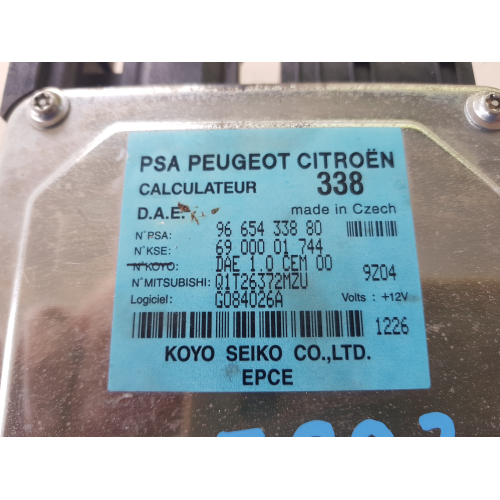 PSA PEUGEOT CITROËN
CALCULATEUR 338
D.A.E. made in Czech
N°PSA: 96 654 338 80
N°KSE: 69 000 01 744
N°KOYO: DAE 1.0 CEM 00
N°MITSUBISHI: Q1T26372MZU 9Z04
Logiciel: G084026A Volts : +12V
1226
KOYO SEIKO CO.,LTD.
EPCE